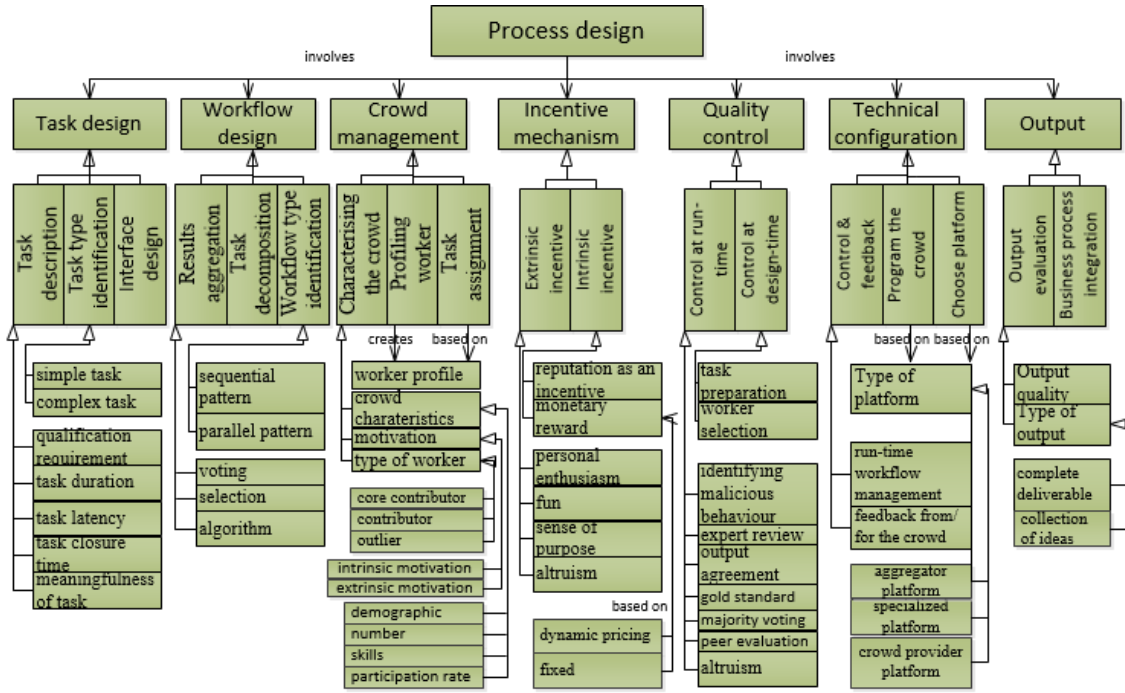 Process design
involves
involves
Task design
Workflow
design
Crowd
management
Incentive
mechanism
Quality
control
Technical
configuration
Output
Task
description
Task type
identification
Interface
design
Results
aggregation
Task
decomposition
Workflow type
identification
Characterising
the crowd
Profiling
worker
Task
assignment
Extrinsic
incentive
Intrinsic
incentive
Control at run-
time
Control at
design-time
Control &
feedback
Program the
crowd
Choose platform
Output
evaluation
Business process
integration
creates
based on
based on
based on
simple task
complex task
qualification
requirement
task duration
task latency
task closure
time
meaningfulness
of task
sequential
pattern
parallel pattern
voting
selection
algorithm
worker profile
crowd
charateristics
motivation
type of worker
core contributor
contributor
outlier
intrinsic motivation
extrinsic motivation
demographic
number
skills
participation rate
reputation as an
incentive
monetary
reward
personal
enthusiasm
fun
sense of
purpose
altruism
based on
dynamic pricing
fixed
task
preparation
worker
selection
identifying
malicious
behaviour
expert review
output
agreement
gold standard
majority voting
peer evaluation
altruism
Type of
platform
run-time
workflow
management
feedback from/
for the crowd
aggregator
platform
specialized
platform
crowd provider
platform
Output
quality
Type of
output
complete
deliverable
collection
of ideas